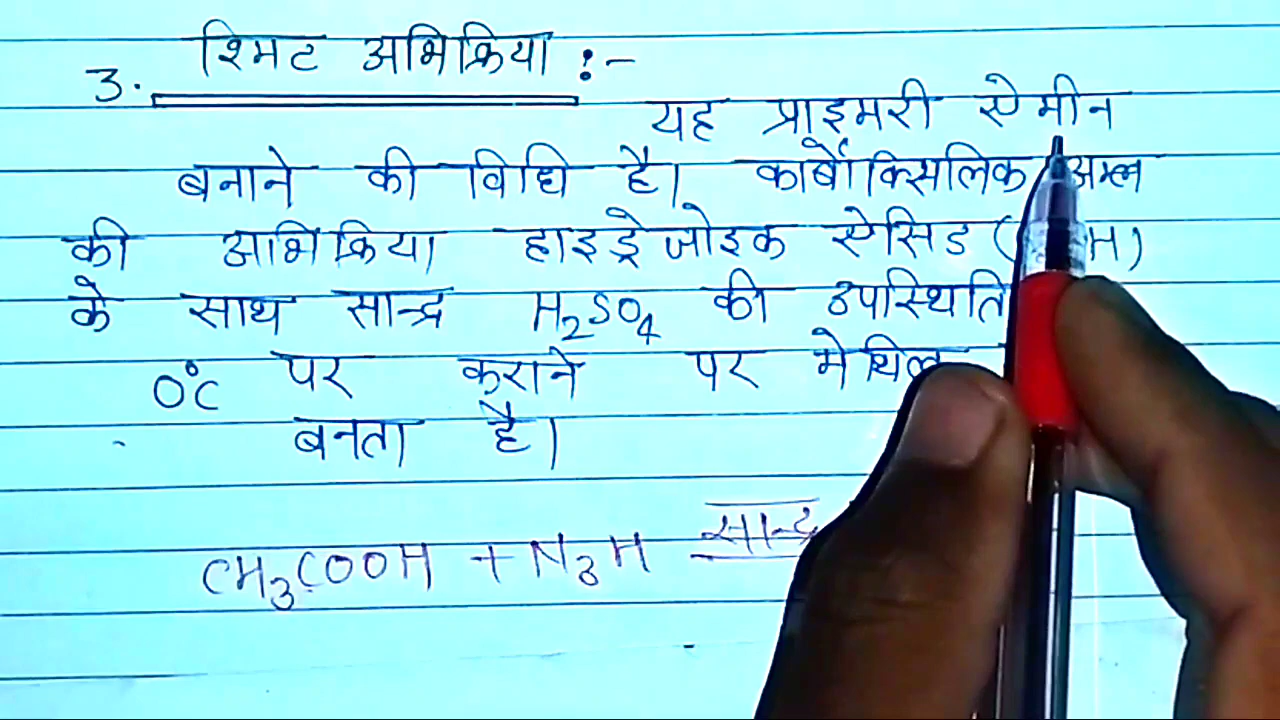 3. श्मिट अभिक्रिया :-
यह प्राइमरी ऐमीन
बनाने की विधि है। कार्बोक्सिलिक अम्ल
की अभिक्रिया हाइड्रेजोइक ऐसिड ( H)
के साथ सान्द्र H₂SO₄ की उपस्थिति
0°C पर कराने पर मेथिल
बनता है।
CH₃COOH + N₃H सान्द्र